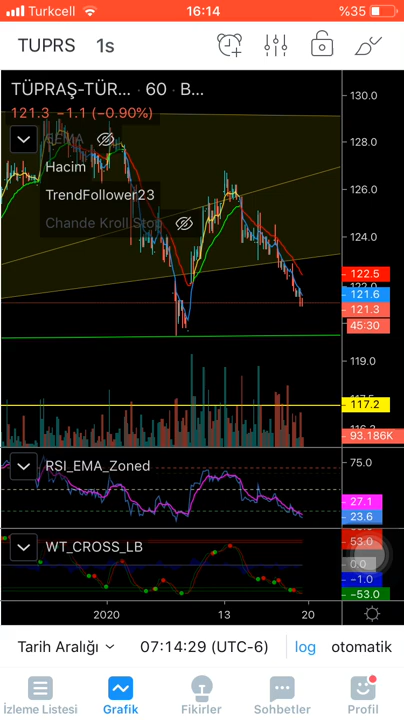 Turkcell 16:14 %35
TUPRS 1s
TÜPRAŞ-TÜR... · 60 · B...
121.3 −1.1 (−0.90%)
Hacim
TrendFollower23
Chande Kroll Stop
130.0
128.0
126.0
124.0
122.5
122.0
121.6
121.3
45:30
119.0
117.2
93.186K
RSI_EMA_Zoned
75.0
27.1
23.6
WT_CROSS_LB
53.0
0.0
−1.0
−53.0
2020 13 20
Tarih Aralığı 07:14:29 (UTC-6) log otomatik
İzleme Listesi Grafik Fikirler Sohbetler Profil